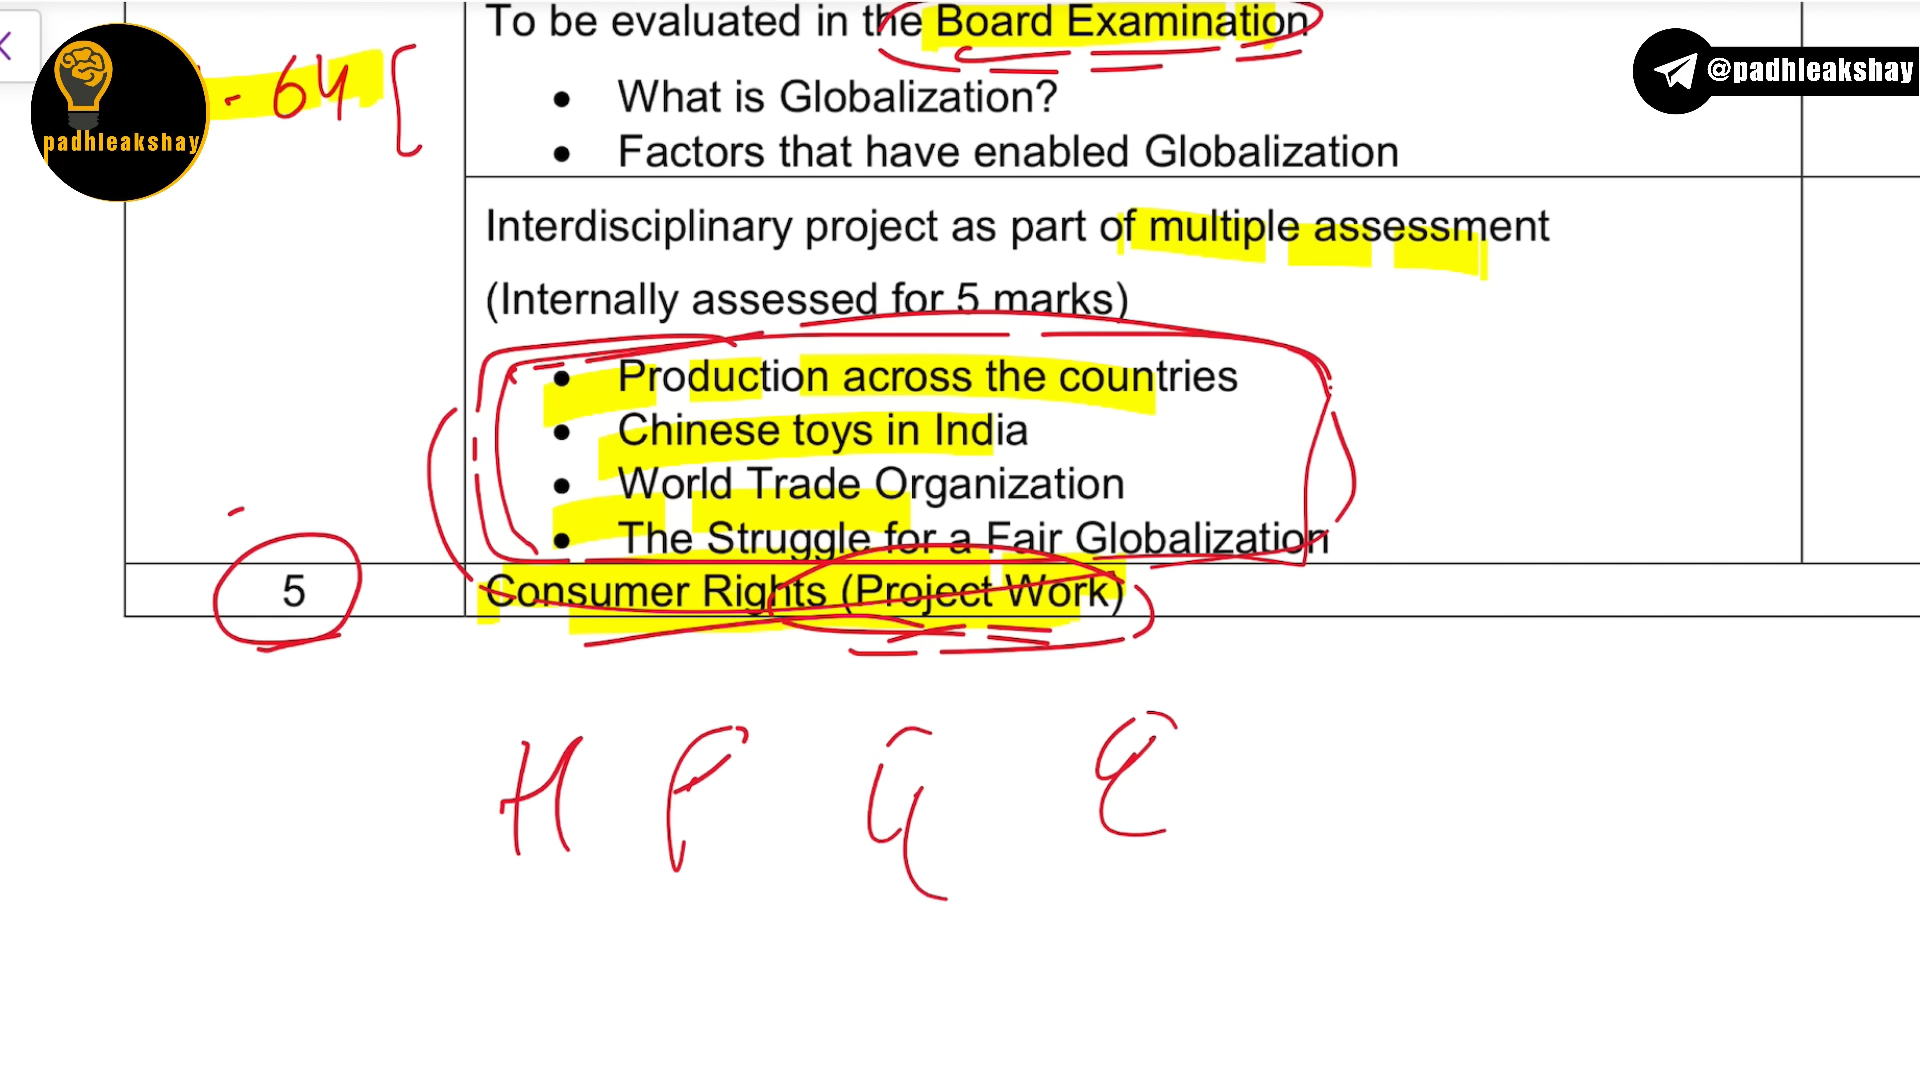 To be evaluated in the Board Examination
- 64 [
padhleakshay
@padhleakshay
• What is Globalization?
• Factors that have enabled Globalization
Interdisciplinary project as part of multiple assessment
(Internally assessed for 5 marks)
• Production across the countries
• Chinese toys in India
• World Trade Organization
• The Struggle for a Fair Globalization
5 Consumer Rights (Project Work)
H P G E